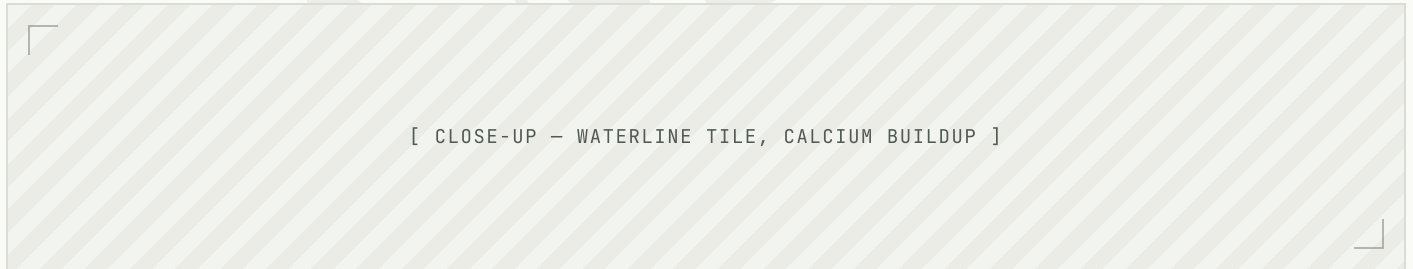 [ CLOSE-UP — WATERLINE TILE, CALCIUM BUILDUP ]